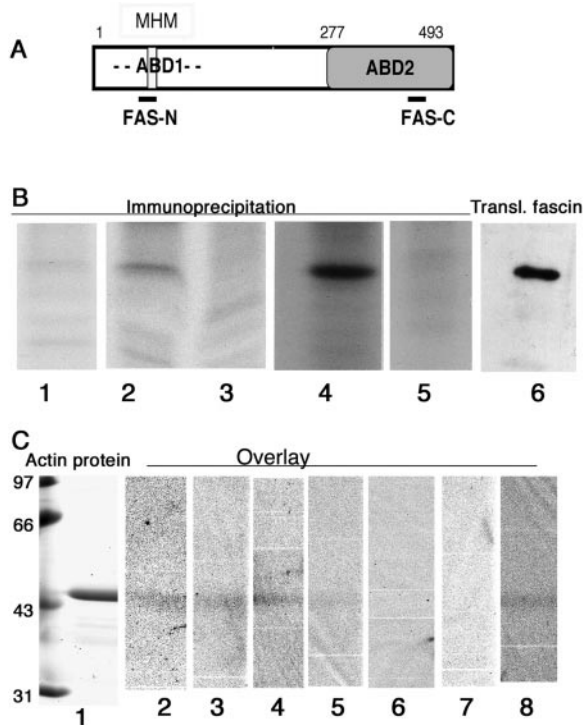 MHM
1 277 493
A
- - ABD1- - ABD2
FAS-N FAS-C
B
Immunoprecipitation Transl. fascin
1 2 3 4 5 6
C
Actin protein Overlay
97
66
43
31
1 2 3 4 5 6 7 8